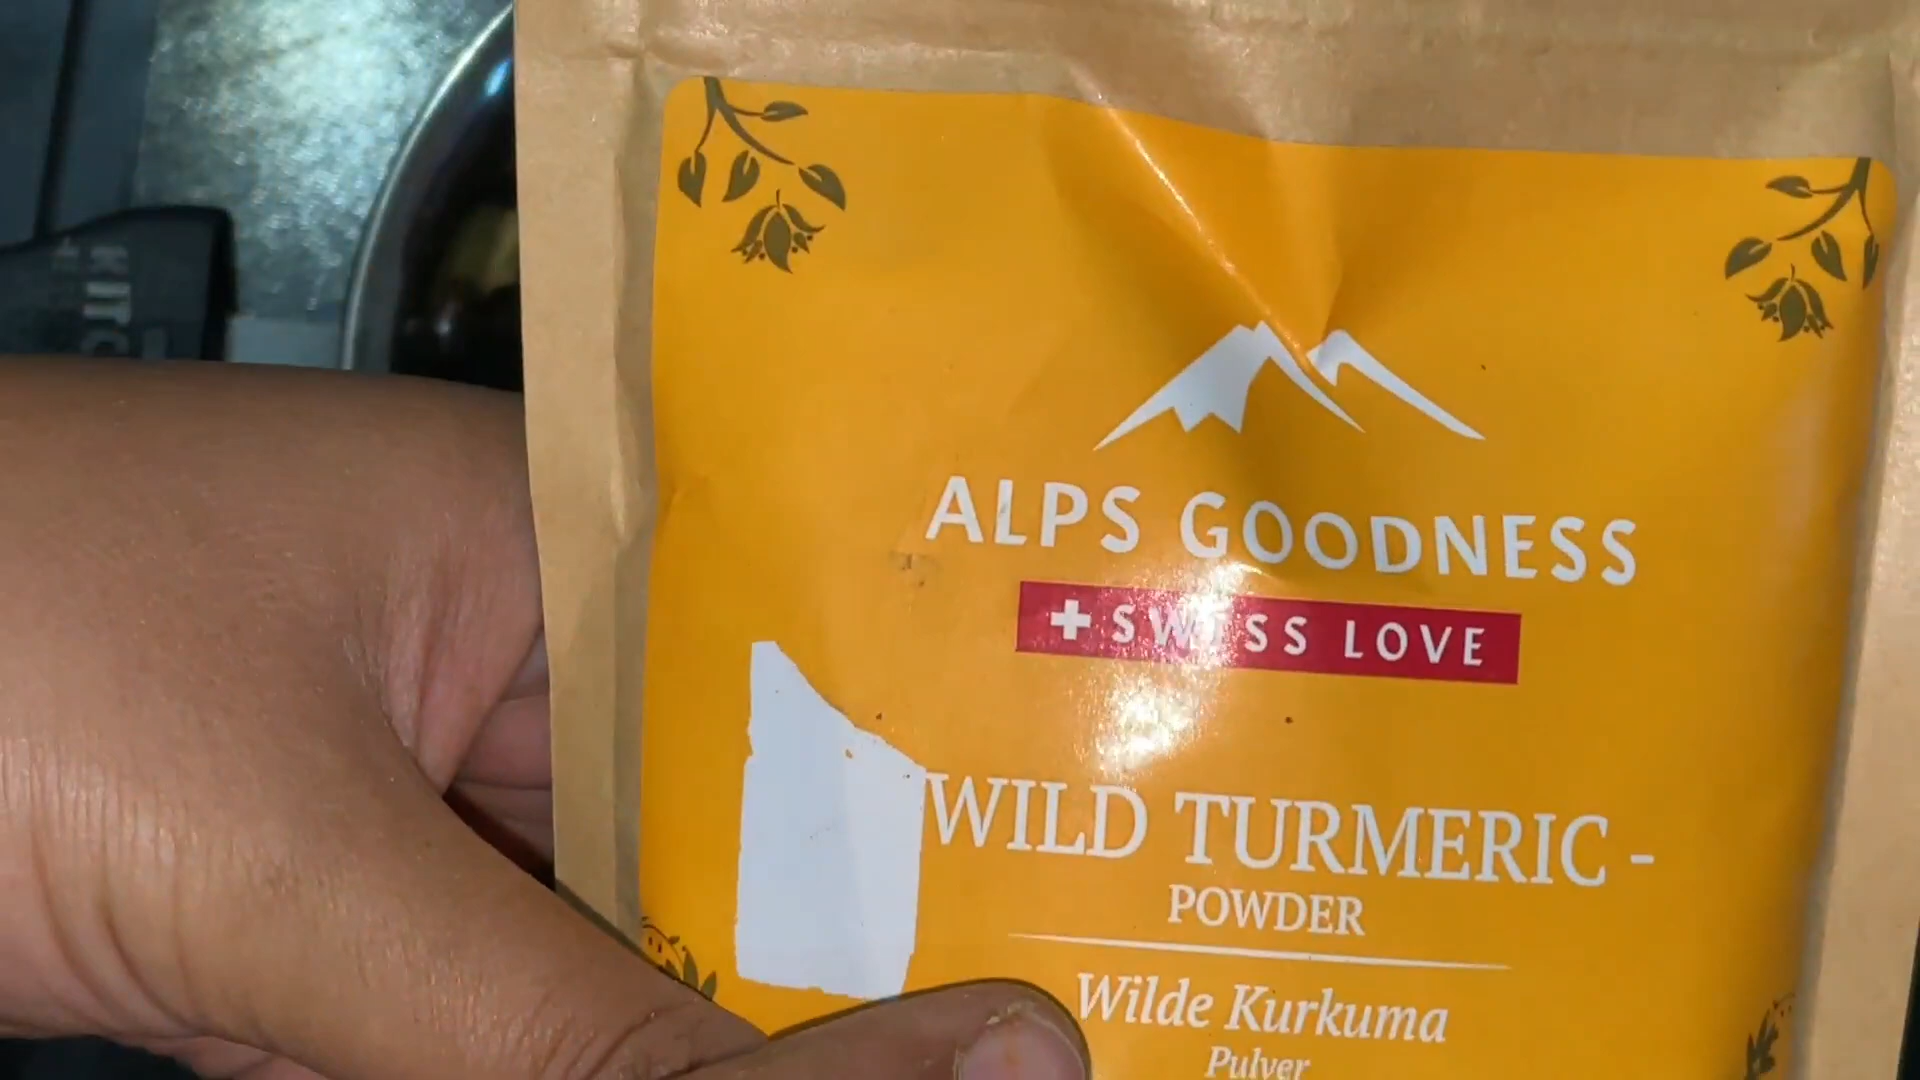 ALPS GOODNESS
SWISS LOVE
WILD TURMERIC -
POWDER
Wilde Kurkuma
Pulver